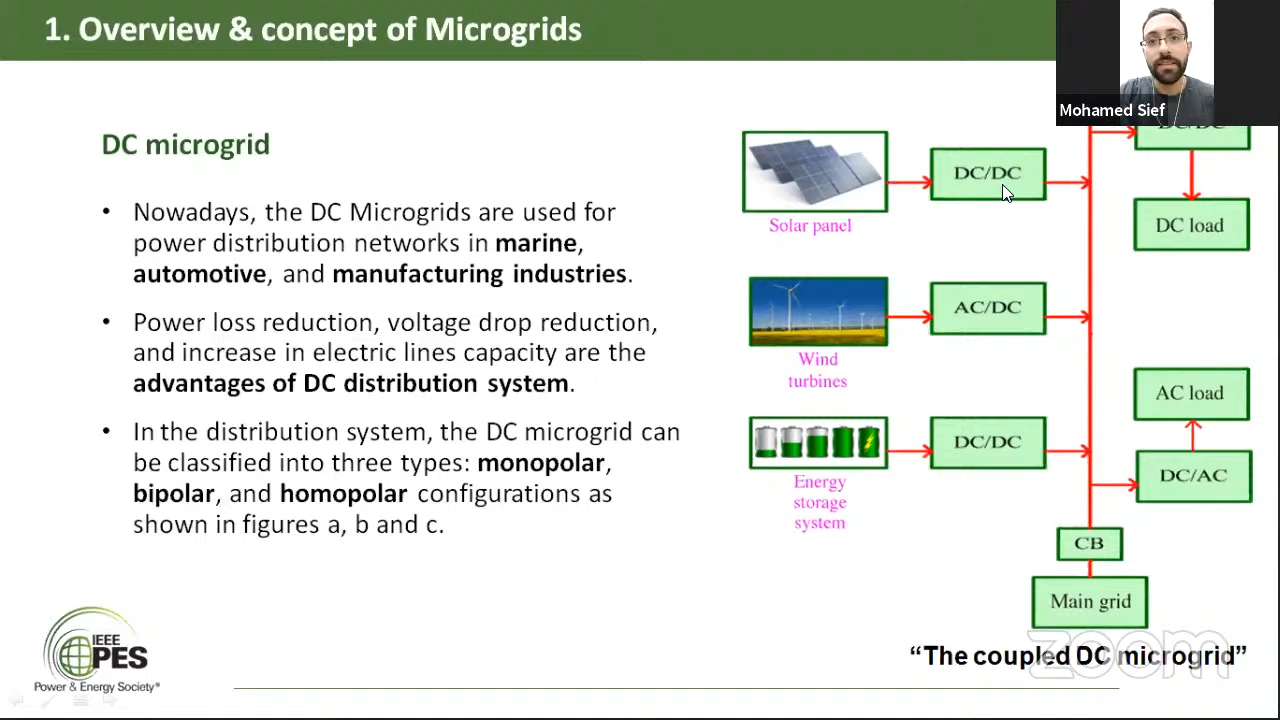 1. Overview & concept of Microgrids
Mohamed Sief
DC microgrid
• Nowadays, the DC Microgrids are used for
power distribution networks in marine,
automotive, and manufacturing industries.
• Power loss reduction, voltage drop reduction,
and increase in electric lines capacity are the
advantages of DC distribution system.
• In the distribution system, the DC microgrid can
be classified into three types: monopolar,
bipolar, and homopolar configurations as
shown in figures a, b and c.
Solar panel
DC/DC
DC/DC
DC load
Wind
turbines
AC/DC
Energy
storage
system
DC/DC
AC load
DC/AC
CB
Main grid
“The coupled DC microgrid”
zoom
IEEE
PES
Power & Energy Society®